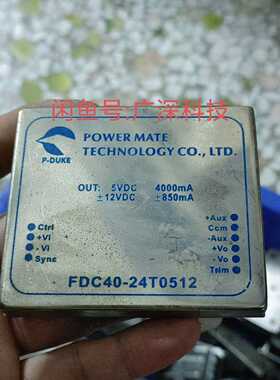 闲鱼号:广深科技
P-DUKE
POWER MATE
TECHNOLOGY CO., LTD.
OUT: 5VDC 4000mA
±12VDC ±850mA
Ctrl
+Vi
-Vi
Sync
+Aux
Com
-Aux
+Vo
-Vo
Trim
FDC40-24T0512